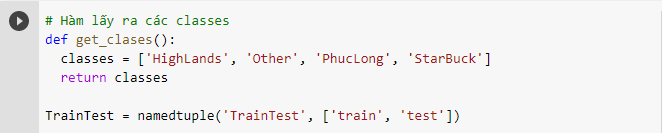 # Hàm lấy ra các classes
def get_clases():
  classes = ['HighLands', 'Other', 'PhucLong', 'StarBuck']
  return classes
TrainTest = namedtuple('TrainTest', ['train', 'test'])